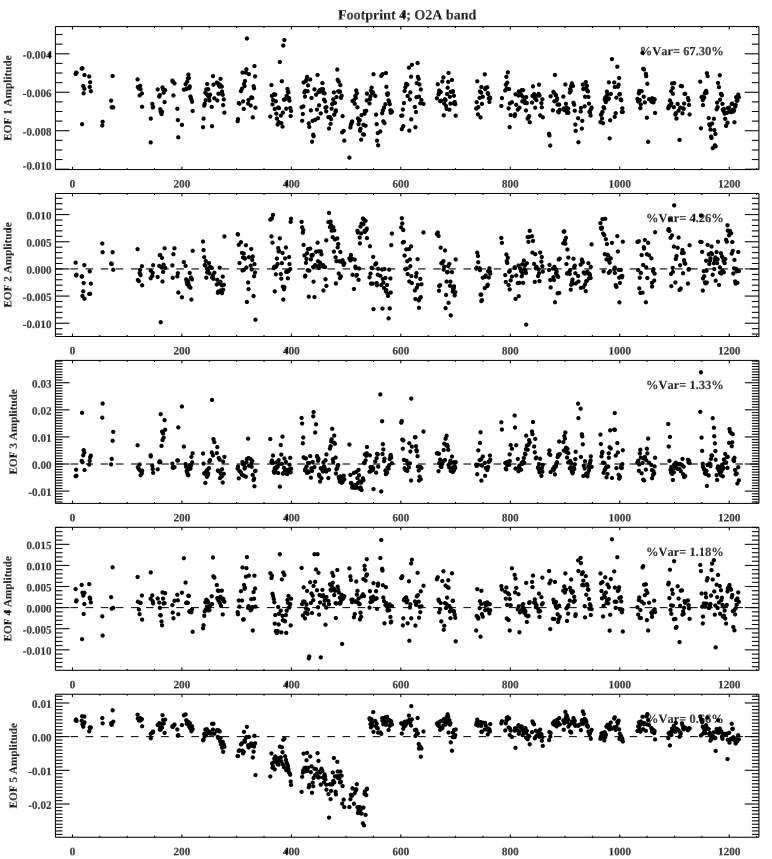 Footprint 4; O2A band
%Var= 67.30%
EOF 1 Amplitude
-0.004
-0.006
-0.008
-0.010
0 200 400 600 800 1000 1200
%Var= 4.26%
EOF 2 Amplitude
0.010
0.005
0.000
-0.005
-0.010
0 200 400 600 800 1000 1200
%Var= 1.33%
EOF 3 Amplitude
0.03
0.02
0.01
0.00
-0.01
0 200 400 600 800 1000 1200
%Var= 1.18%
EOF 4 Amplitude
0.015
0.010
0.005
0.000
-0.005
-0.010
0 200 400 600 800 1000 1200
EOF 5 Amplitude
0.01
0.00
-0.01
-0.02
0 200 400 600 800 1000 1200